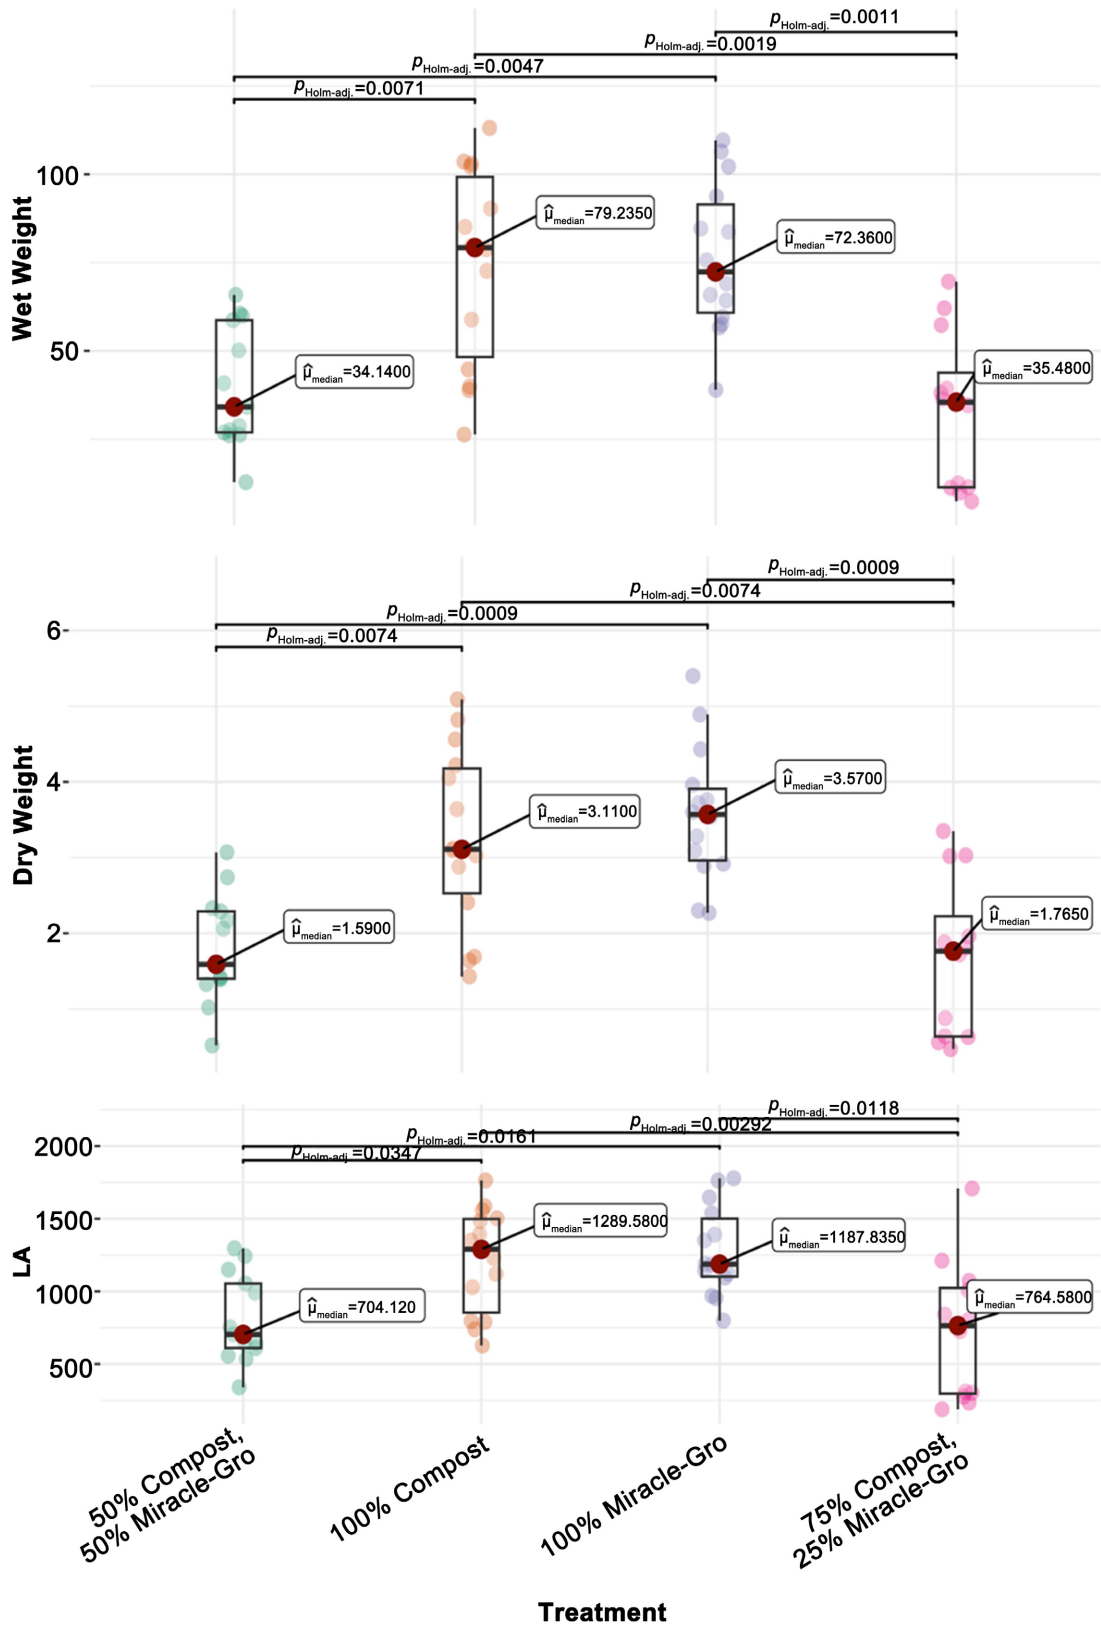 pHolm-adj.=0.0011
pHolm-adj.=0.0019
pHolm-adj.=0.0047
pHolm-adj.=0.0071
Wet Weight
100
50
μ̂median=34.1400
μ̂median=79.2350
μ̂median=72.3600
μ̂median=35.4800
pHolm-adj.=0.0009
pHolm-adj.=0.0074
pHolm-adj.=0.0009
pHolm-adj.=0.0074
Dry Weight
6
4
2
μ̂median=1.5900
μ̂median=3.1100
μ̂median=3.5700
μ̂median=1.7650
pHolm-adj.=0.0118
pHolm-adj.=0.00292
pHolm-adj.=0.0161
pHolm-adj.=0.0347
LA
2000
1500
1000
500
μ̂median=704.120
μ̂median=1289.5800
μ̂median=1187.8350
μ̂median=764.5800
50% Compost,
50% Miracle-Gro
100% Compost
100% Miracle-Gro
75% Compost,
25% Miracle-Gro
Treatment